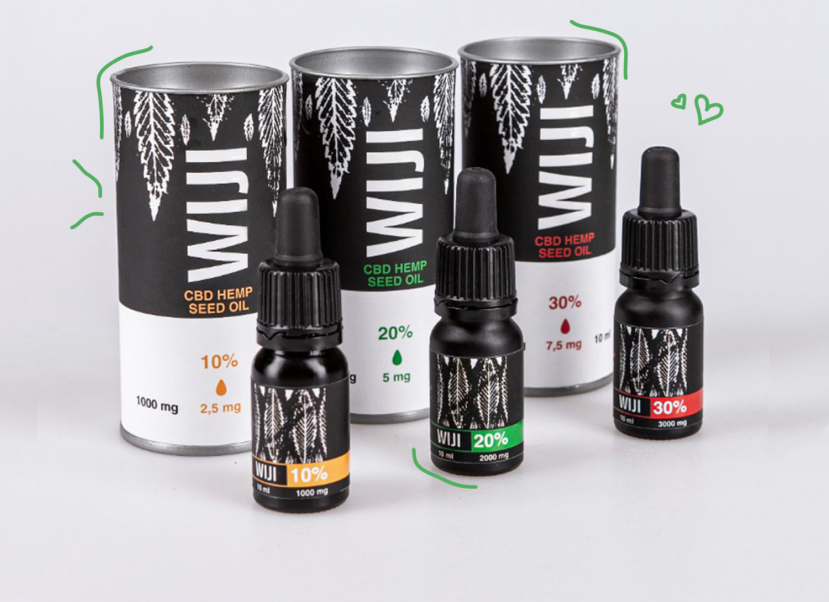 WIJI
CBD HEMP
SEED OIL
10%
1000 mg
2,5 mg
WIJI
CBD HEMP
SEED OIL
20%
5 mg
WIJI
CBD HEMP
SEED OIL
30%
7,5 mg
10 ml
WIJI 10%
10 ml 1000 mg
WIJI 20%
10 ml 2000 mg
WIJI 30%
10 ml 3000 mg